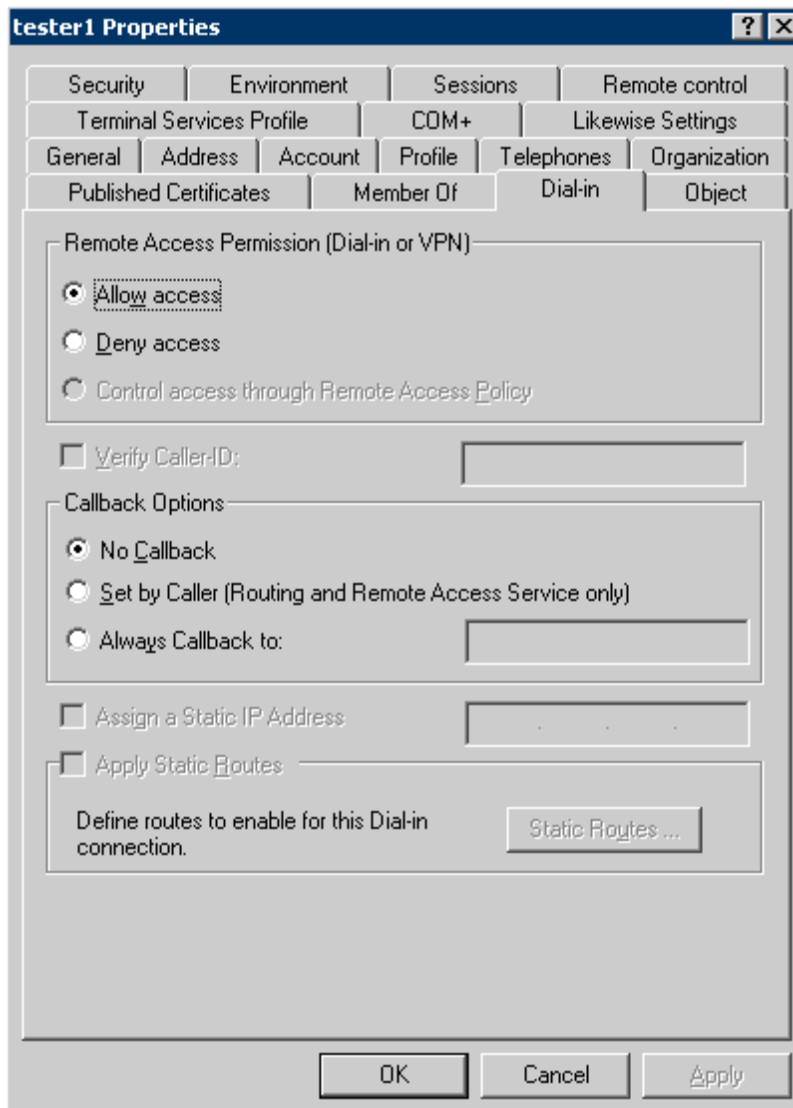 tester1 Properties
Security Environment Sessions Remote control
Terminal Services Profile COM+ Likewise Settings
General Address Account Profile Telephones Organization
Published Certificates Member Of Dial-in Object
Remote Access Permission (Dial-in or VPN)
Allow access
Deny access
Control access through Remote Access Policy
Verify Caller-ID:
Callback Options
No Callback
Set by Caller (Routing and Remote Access Service only)
Always Callback to:
Assign a Static IP Address
Apply Static Routes
Define routes to enable for this Dial-in
connection.
Static Routes ...
OK Cancel Apply